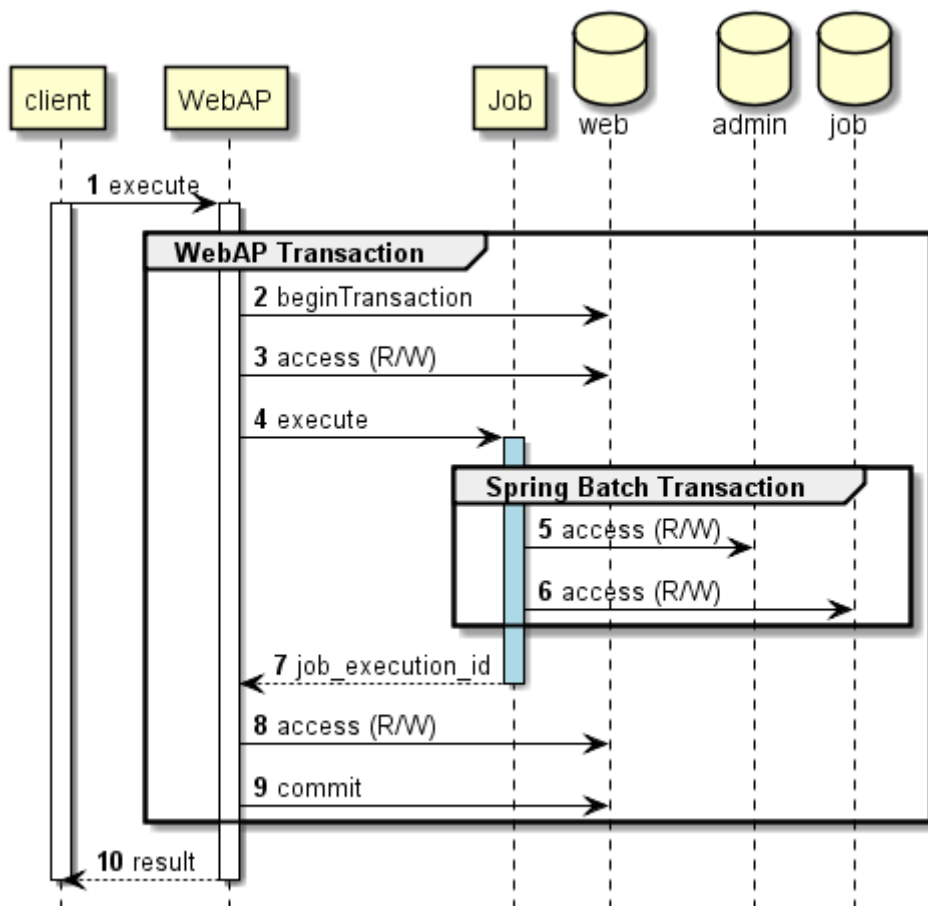 client
WebAP
Job
web
admin
job
1 execute
WebAP Transaction
2 beginTransaction
3 access (R/W)
4 execute
Spring Batch Transaction
5 access (R/W)
6 access (R/W)
7 job_execution_id
8 access (R/W)
9 commit
10 result